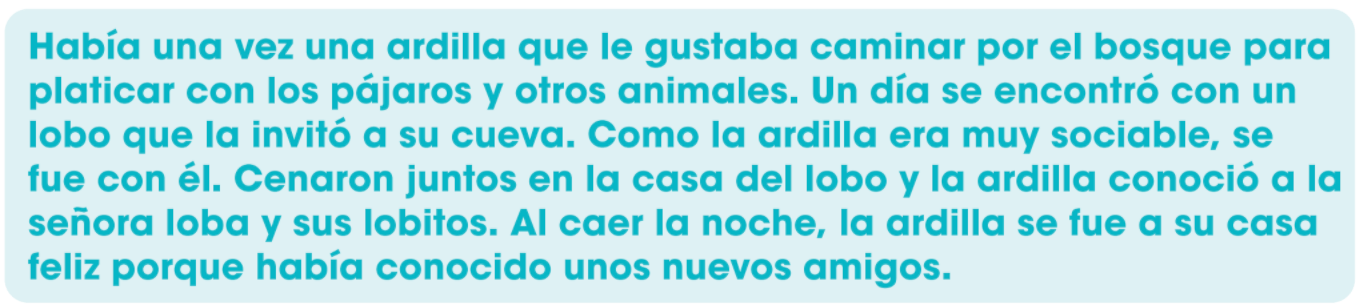 Había una vez una ardilla que le gustaba caminar por el bosque para
platicar con los pájaros y otros animales. Un día se encontró con un
lobo que la invitó a su cueva. Como la ardilla era muy sociable, se
fue con él. Cenaron juntos en la casa del lobo y la ardilla conoció a la
señora loba y sus lobitos. Al caer la noche, la ardilla se fue a su casa
feliz porque había conocido unos nuevos amigos.